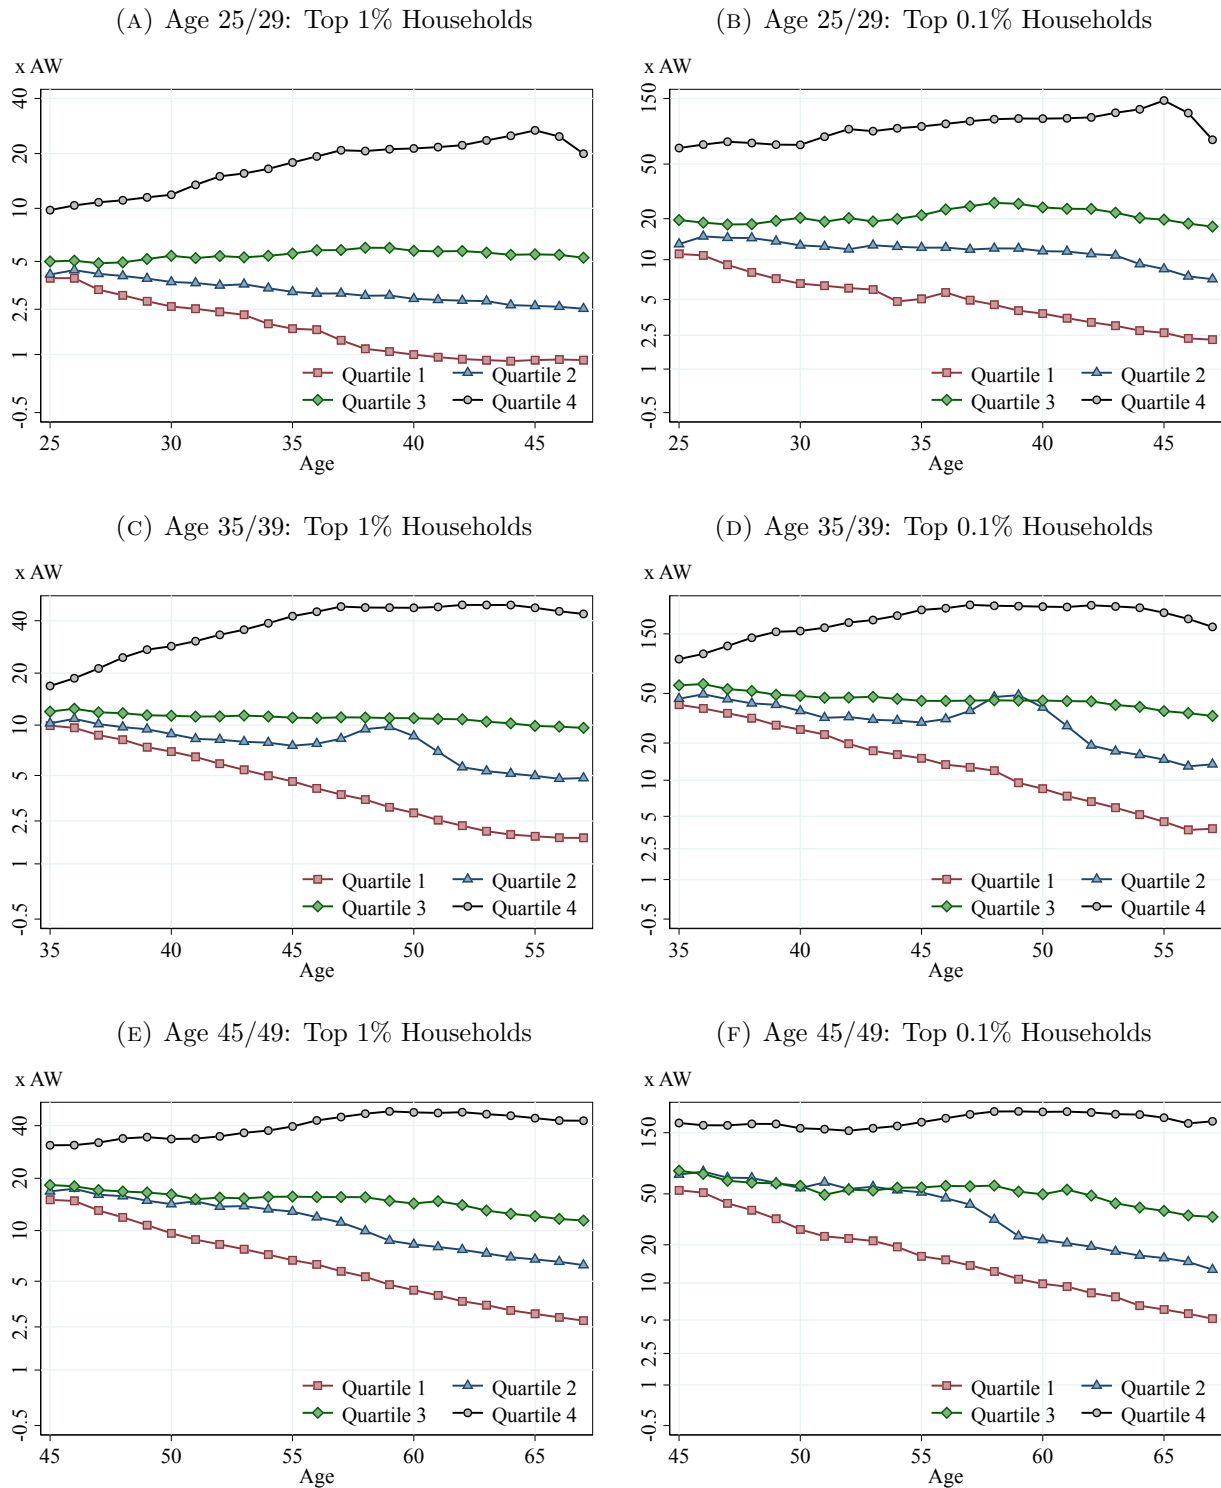 (A) Age 25/29: Top 1% Households
x AW
40
20
10
5
2.5
1
-0.5
Quartile 1
Quartile 2
Quartile 3
Quartile 4
25 30 35 40 45
Age
(B) Age 25/29: Top 0.1% Households
x AW
150
50
20
10
5
2.5
1
-0.5
Quartile 1
Quartile 2
Quartile 3
Quartile 4
25 30 35 40 45
Age
(C) Age 35/39: Top 1% Households
x AW
40
20
10
5
2.5
1
-0.5
Quartile 1
Quartile 2
Quartile 3
Quartile 4
35 40 45 50 55
Age
(D) Age 35/39: Top 0.1% Households
x AW
150
50
20
10
5
2.5
1
-0.5
Quartile 1
Quartile 2
Quartile 3
Quartile 4
35 40 45 50 55
Age
(E) Age 45/49: Top 1% Households
x AW
40
20
10
5
2.5
1
-0.5
Quartile 1
Quartile 2
Quartile 3
Quartile 4
45 50 55 60 65
Age
(F) Age 45/49: Top 0.1% Households
x AW
150
50
20
10
5
2.5
1
-0.5
Quartile 1
Quartile 2
Quartile 3
Quartile 4
45 50 55 60 65
Age